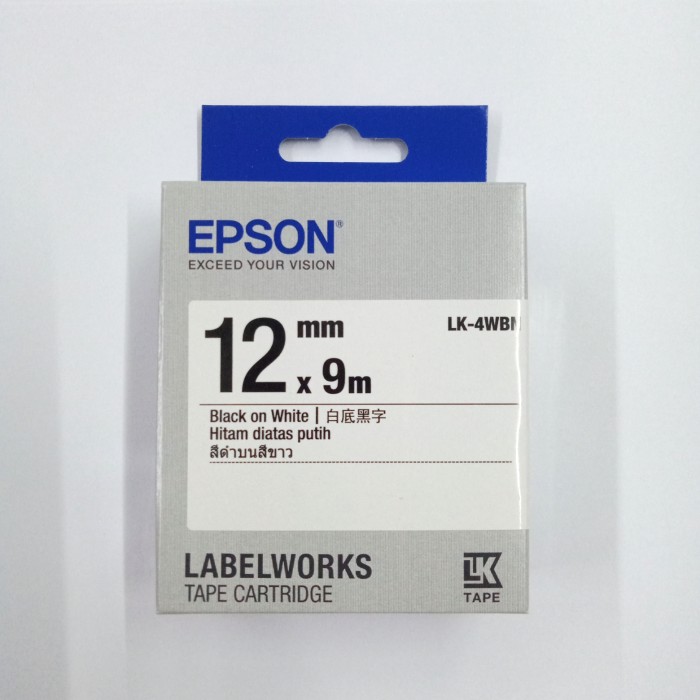 EPSON®
EXCEED YOUR VISION
12 mm x 9m
LK-4WBN
Black on White | 白底黑字
Hitam diatas putih
สีดำบนสีขาว
LABELWORKS
TAPE CARTRIDGE
LK
TAPE